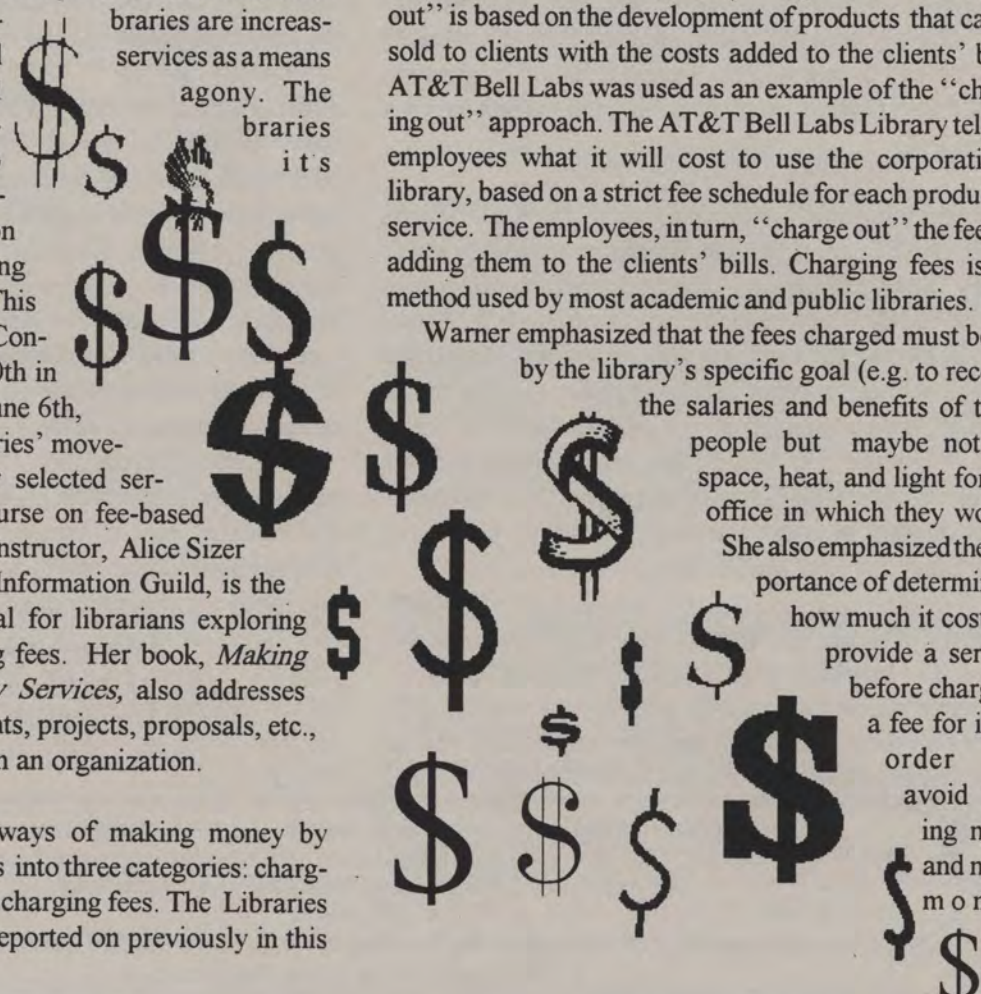 braries are increas-
services as a means
agony. The
braries
it's
on
ng
This
Con-
0th in
une 6th,
ries' move-
selected ser-
urse on fee-based
nstructor, Alice Sizer
Information Guild, is the
al for librarians exploring
g fees. Her book, Making
y Services, also addresses
nts, projects, proposals, etc.,
n an organization.
ways of making money by
s into three categories: charg-
charging fees. The Libraries
eported on previously in this
out'' is based on the development of products that ca
sold to clients with the costs added to the clients' b
AT&T Bell Labs was used as an example of the ‘‘ch
ing out’’ approach. The AT&T Bell Labs Library tel
employees what it will cost to use the corporati
library, based on a strict fee schedule for each produ
service. The employees, in turn, ‘‘charge out’’ the fee
adding them to the clients' bills. Charging fees is
method used by most academic and public libraries.
Warner emphasized that the fees charged must be
by the library's specific goal (e.g. to rec
the salaries and benefits of t
people but maybe not
space, heat, and light for
office in which they wo
She also emphasized the
portance of determi
how much it cos
provide a ser
before charg
a fee for i
order
avoid
ing m
and n
mor